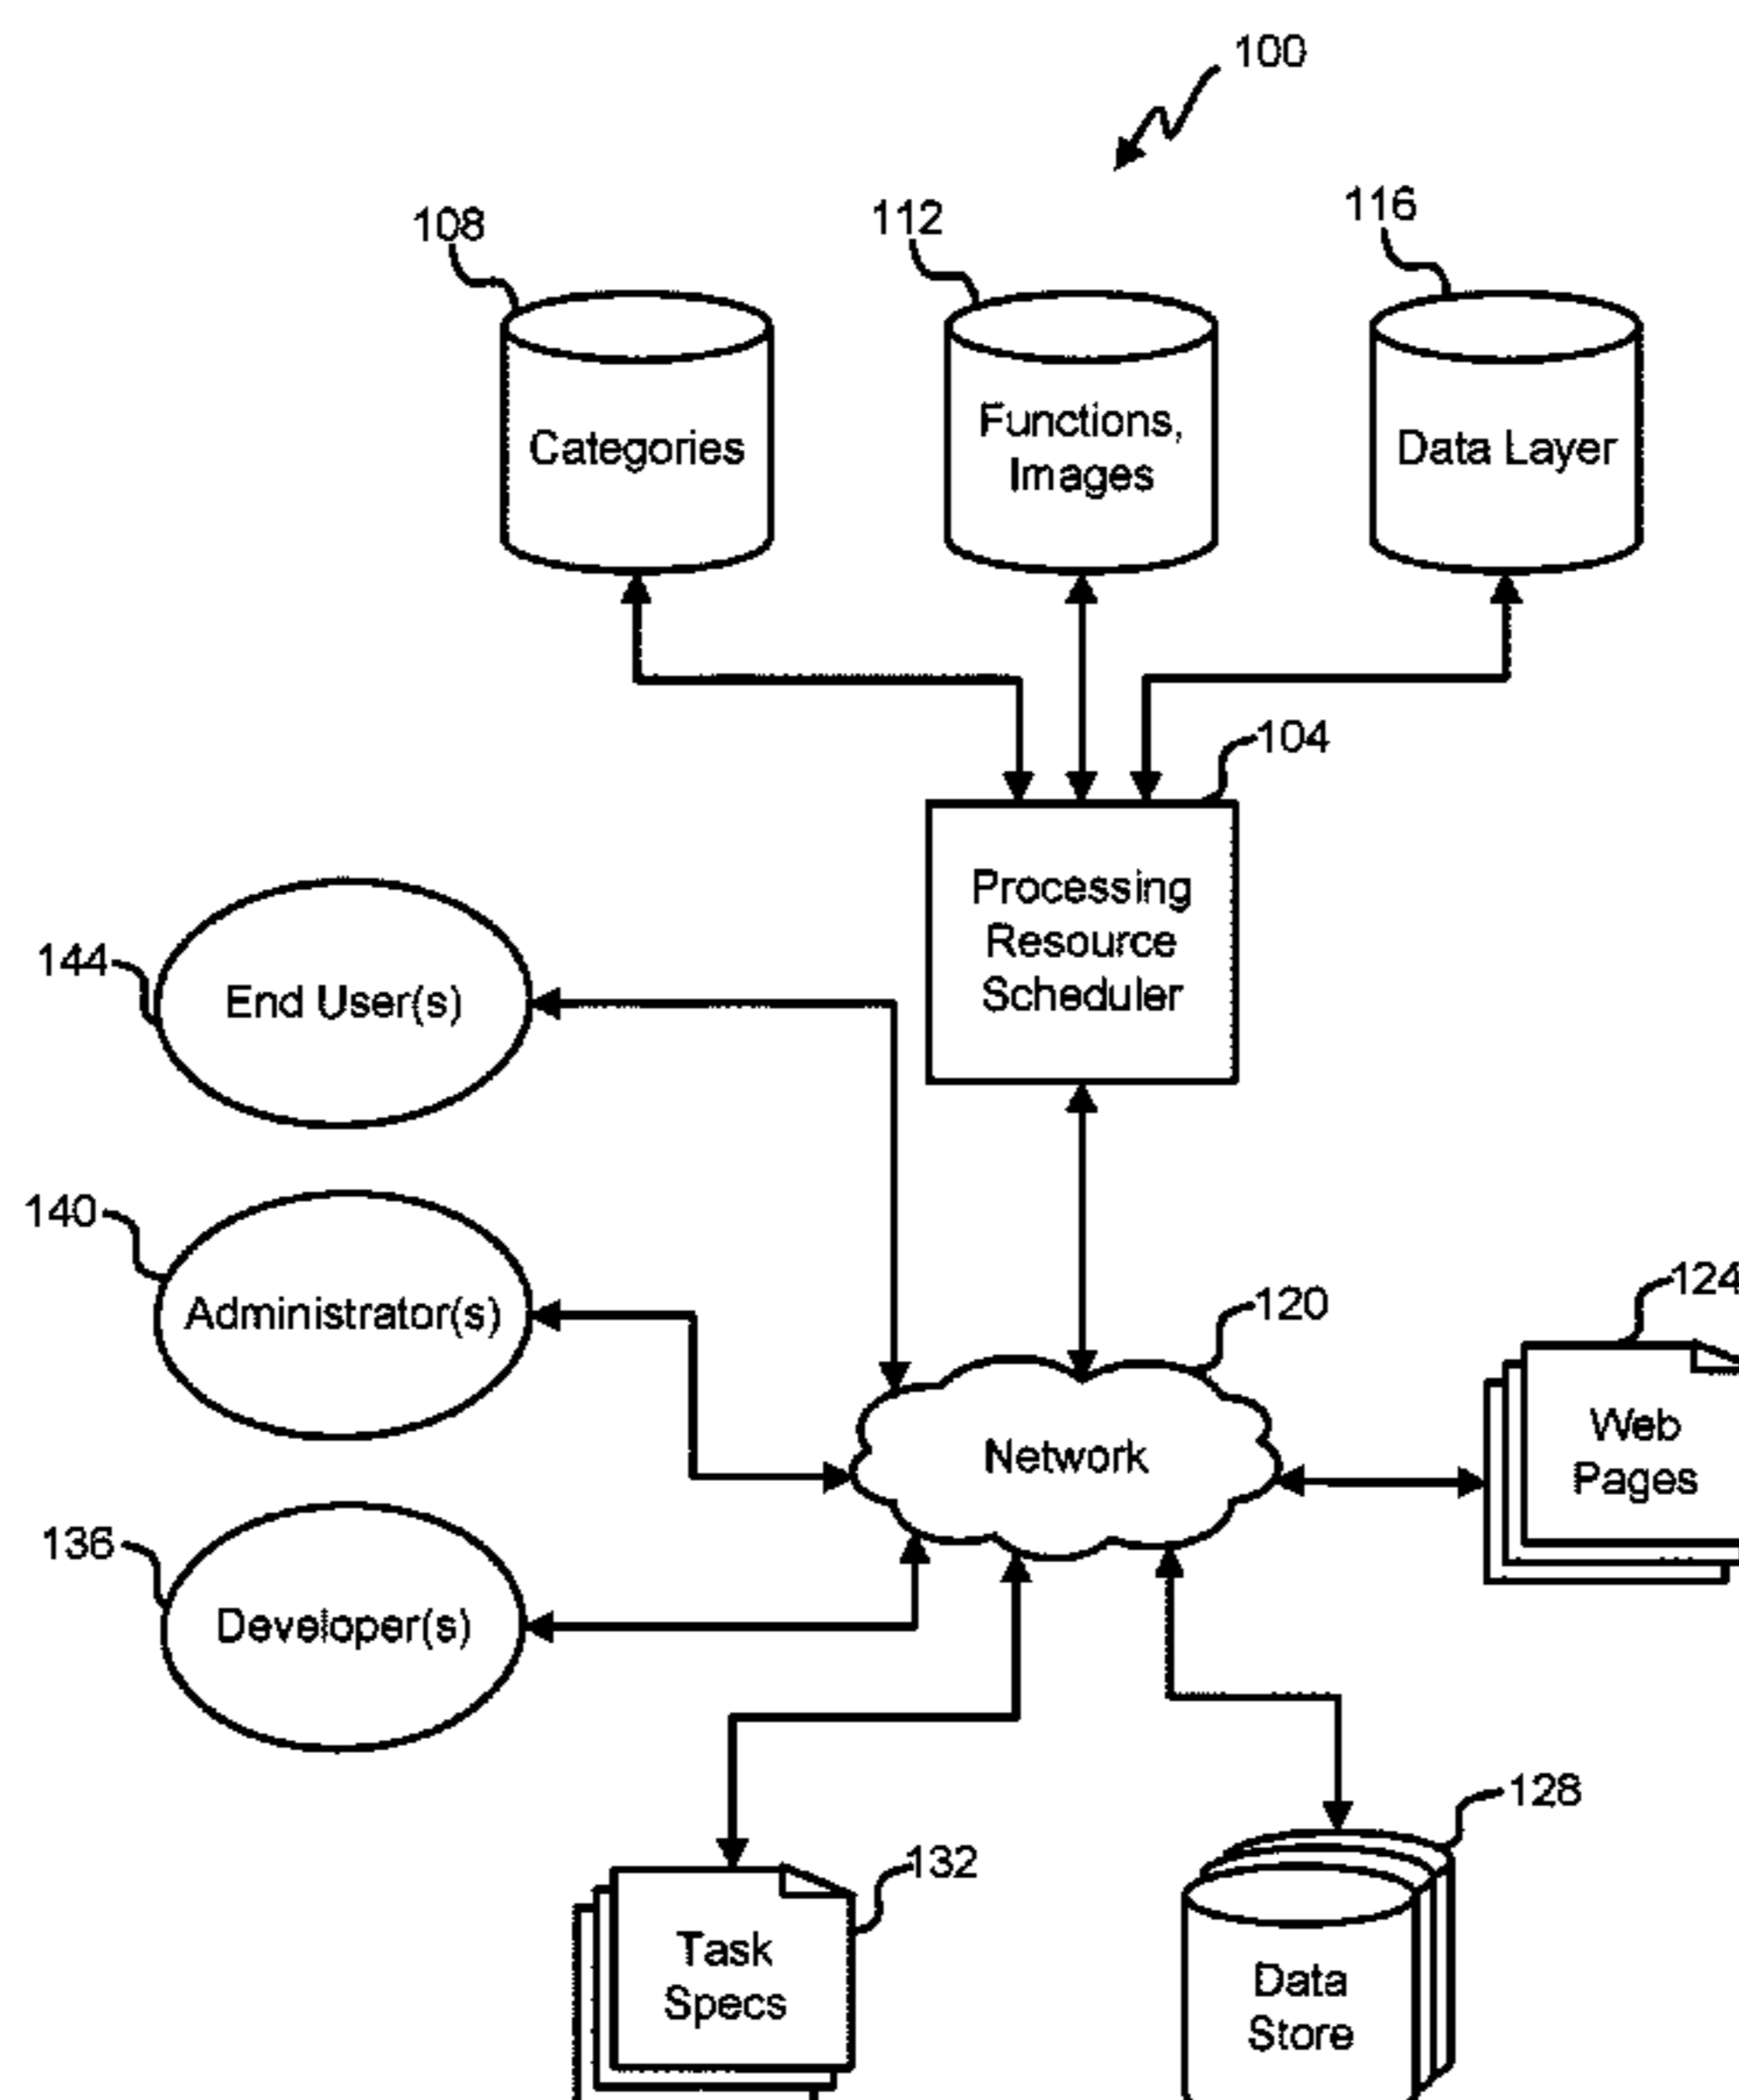 100
108
112
116
Categories
Functions,
Images
Data Layer
104
Processing
Resource
Scheduler
144
End User(s)
140
Administrator(s)
120
124
Network
Web
Pages
136
Developer(s)
128
132
Task
Specs
Data
Store